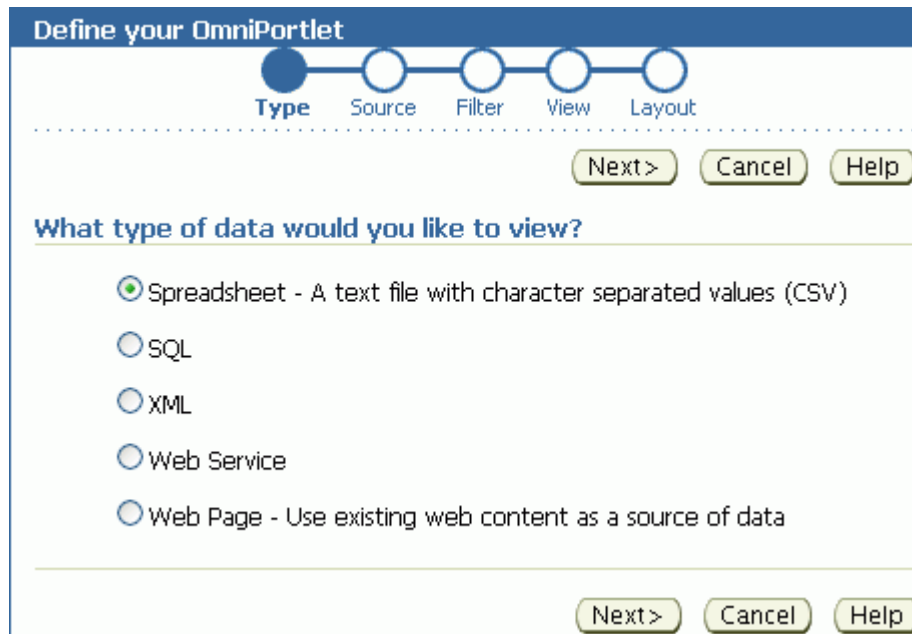 Define your OmniPortlet
Type Source Filter View Layout
Next> Cancel Help
What type of data would you like to view?
Spreadsheet - A text file with character separated values (CSV)
SQL
XML
Web Service
Web Page - Use existing web content as a source of data
Next> Cancel Help